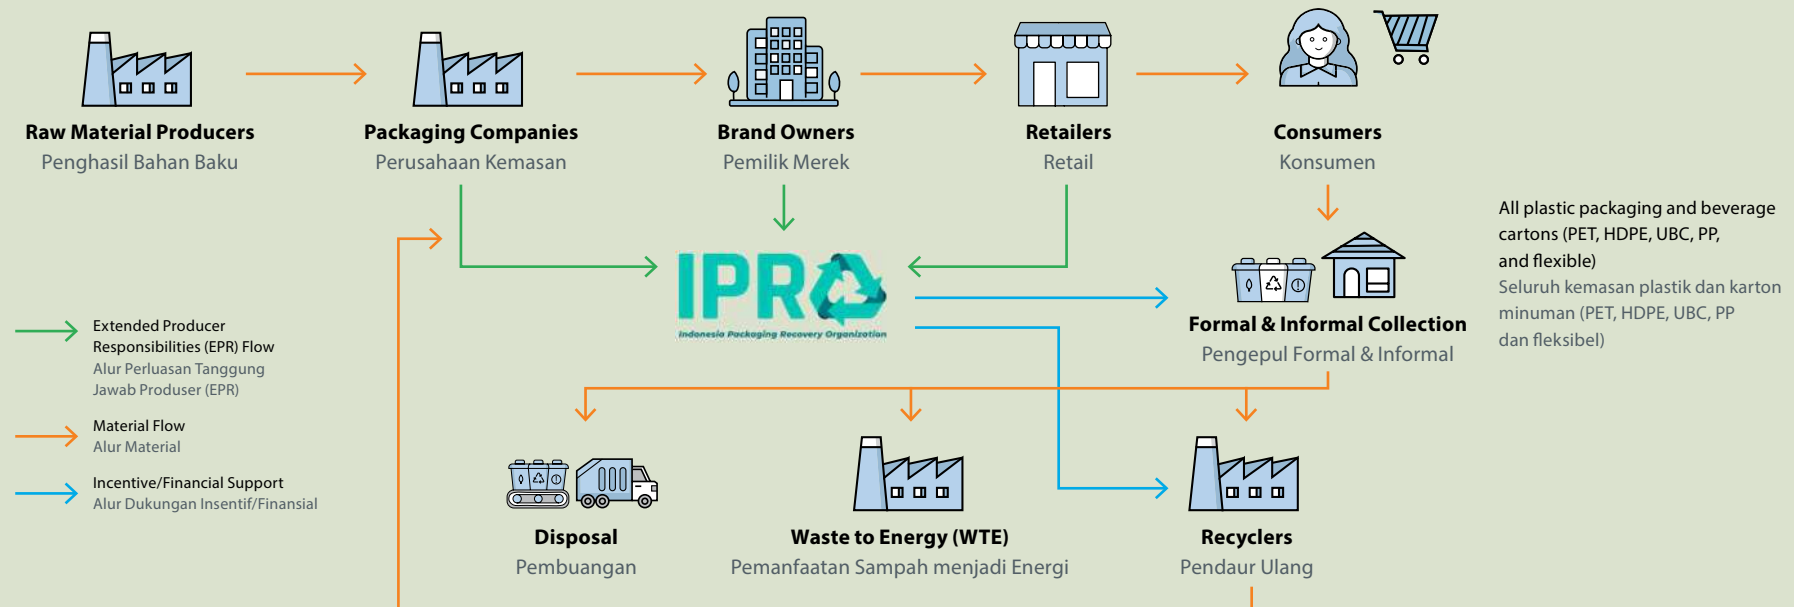 Raw Material Producers
Penghasil Bahan Baku
Packaging Companies
Perusahaan Kemasan
Brand Owners
Pemilik Merek
Retailers
Retail
Consumers
Konsumen
All plastic packaging and beverage
cartons (PET, HDPE, UBC, PP,
and flexible)
Seluruh kemasan plastik dan karton
minuman (PET, HDPE, UBC, PP
dan fleksibel)
IPRO
Indonesia Packaging Recovery Organization
Formal & Informal Collection
Pengepul Formal & Informal
Extended Producer
Responsibilities (EPR) Flow
Alur Perluasan Tanggung
Jawab Produser (EPR)
Material Flow
Alur Material
Incentive/Financial Support
Alur Dukungan Insentif/Finansial
Disposal
Pembuangan
Waste to Energy (WTE)
Pemanfaatan Sampah menjadi Energi
Recyclers
Pendaur Ulang